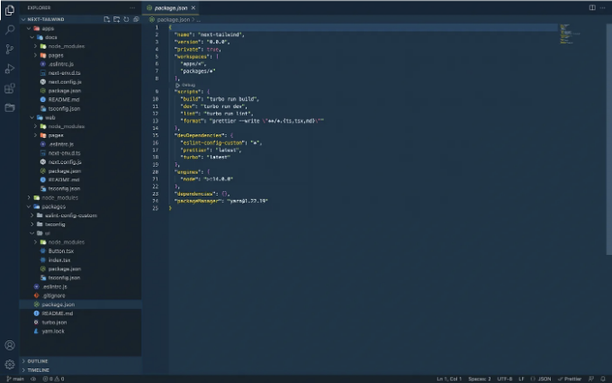 EXPLORER
package.json
NEXT-TAILWIND
package.json > ...
apps
docs
node_modules
pages
.eslintrc.js
next-env.d.ts
next.config.js
package.json
README.md
tsconfig.json
web
node_modules
pages
.eslintrc.js
next-env.d.ts
next.config.js
package.json
README.md
tsconfig.json
node_modules
packages
eslint-config-custom
tsconfig
ui
node_modules
Button.tsx
index.tsx
package.json
tsconfig.json
.eslintrc.js
.gitignore
package.json
README.md
turbo.json
yarn.lock
OUTLINE
TIMELINE
1 {
2 "name": "next-tailwind",
3 "version": "0.0.0",
4 "private": true,
5 "workspaces": [
6 "apps/*",
7 "packages/*"
8 ],
Debug
9 "scripts": {
10 "build": "turbo run build",
11 "dev": "turbo run dev",
12 "lint": "turbo run lint",
13 "format": "prettier --write \"**/*.{ts,tsx,md}\""
14 },
15 "devDependencies": {
16 "eslint-config-custom": "*",
17 "prettier": "latest",
18 "turbo": "latest"
19 },
20 "engines": {
21 "node": ">=14.0.0"
22 },
23 "dependencies": {},
24 "packageManager": "yarn@1.22.19"
25 }
main 0 0
Ln 1, Col 1 Spaces: 2 UTF-8 LF {} JSON Prettier